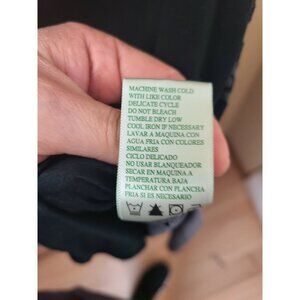 MACHINE WASH COLD
WITH LIKE COLOR
DELICATE CYCLE
DO NOT BLEACH
TUMBLE DRY LOW
COOL IRON IF NECESSARY
LAVAR A MAQUINA CON
AGUA FRIA CON COLORES
SIMILARES
CICLO DELICADO
NO USAR BLANQUEADOR
SECAR EN MAQUINA A
TEMPERATURA BAJA
PLANCHAR CON PLANCHA
FRIA SI ES NECESARIO